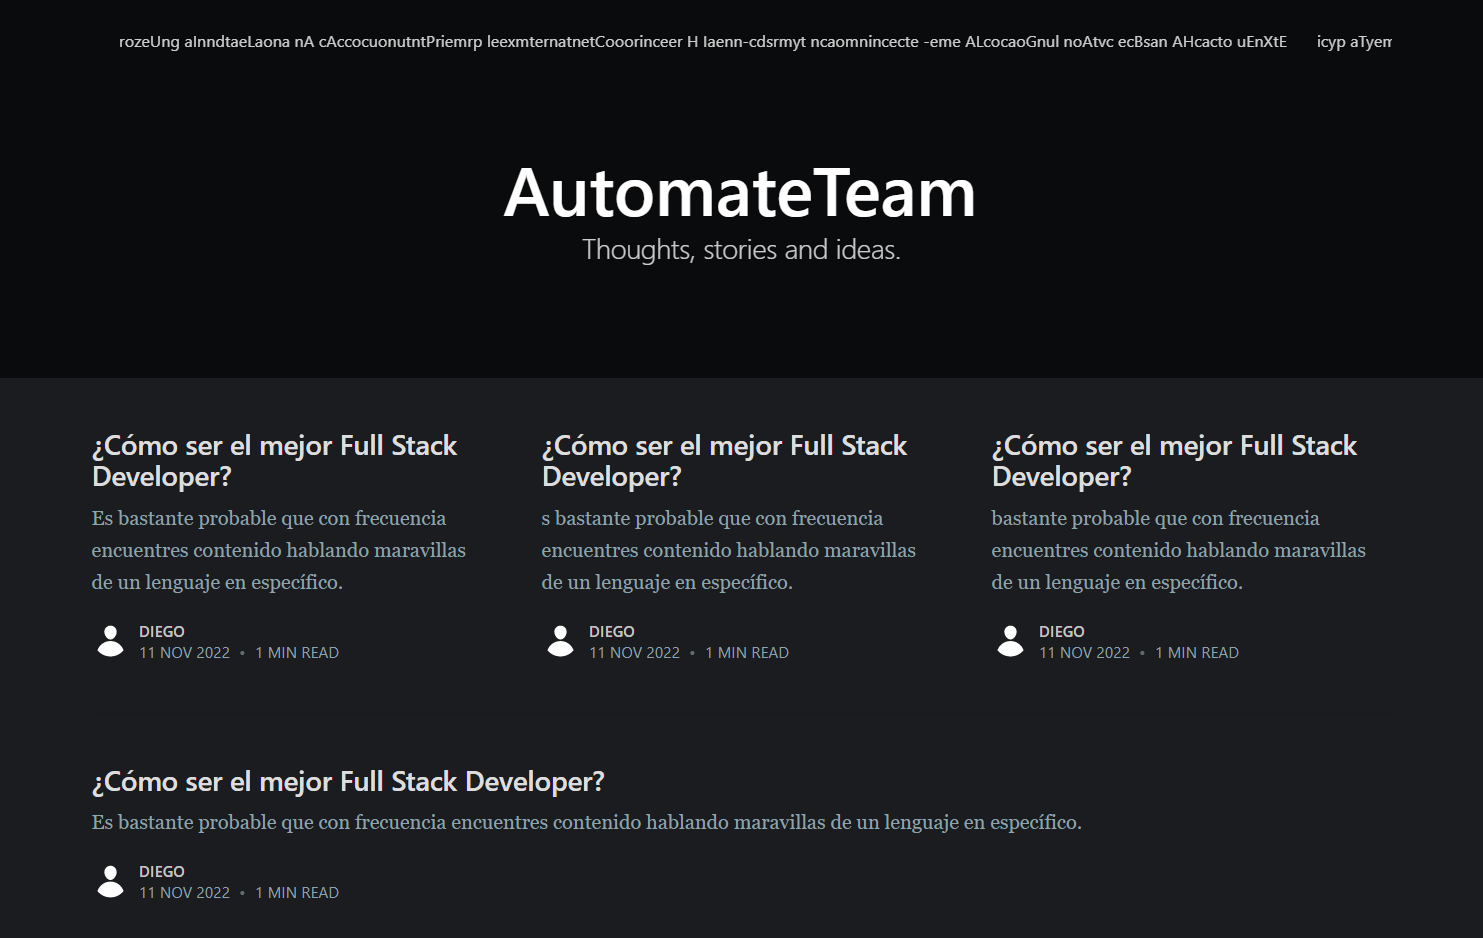 rozeUng aInndtaeLaona nA cAccocuonutntPriemrp leexmternatnetCooorinceer H Iaenn-cdsrmyt ncaomnincecte -eme ALcocaoGnul noAtvc ecBsan AHcacto uEnXtE icyp aTyem
AutomateTeam
Thoughts, stories and ideas.
¿Cómo ser el mejor Full Stack
Developer?
Es bastante probable que con frecuencia
encuentres contenido hablando maravillas
de un lenguaje en específico.
DIEGO
11 NOV 2022 • 1 MIN READ
¿Cómo ser el mejor Full Stack
Developer?
s bastante probable que con frecuencia
encuentres contenido hablando maravillas
de un lenguaje en específico.
DIEGO
11 NOV 2022 • 1 MIN READ
¿Cómo ser el mejor Full Stack
Developer?
bastante probable que con frecuencia
encuentres contenido hablando maravillas
de un lenguaje en específico.
DIEGO
11 NOV 2022 • 1 MIN READ
¿Cómo ser el mejor Full Stack Developer?
Es bastante probable que con frecuencia encuentres contenido hablando maravillas de un lenguaje en específico.
DIEGO
11 NOV 2022 • 1 MIN READ